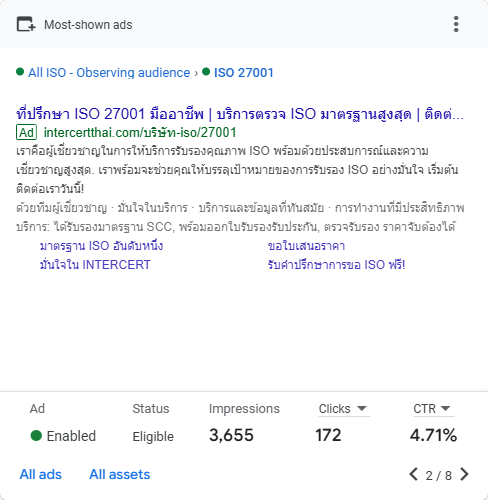 Most-shown ads
All ISO - Observing audience › ISO 27001
ที่ปรึกษา ISO 27001 มืออาชีพ | บริการตรวจ ISO มาตรฐานสูงสุด | ติดต่...
Ad intercertthai.com/บริษัท-iso/27001
เราคือผู้เชี่ยวชาญในการให้บริการรับรองคุณภาพ ISO พร้อมด้วยประสบการณ์และความ
เชี่ยวชาญสูงสุด. เราพร้อมจะช่วยคุณให้บรรลุเป้าหมายของการรับรอง ISO อย่างมั่นใจ เริ่มต้น
ติดต่อเราวันนี้!
ด้วยทีมผู้เชี่ยวชาญ · มั่นใจในบริการ · บริการและข้อมูลที่ทันสมัย · การทำงานที่มีประสิทธิภาพ
บริการ: ได้รับรองมาตรฐาน SCC, พร้อมออกใบรับรองรับประกัน, ตรวจรับรอง ราคาจับต้องได้
มาตรฐาน ISO อันดับหนึ่ง ขอใบเสนอราคา
มั่นใจใน INTERCERT รับคำปรึกษาการขอ ISO ฟรี!
Ad Status Impressions Clicks CTR
Enabled Eligible 3,655 172 4.71%
All ads All assets 2 / 8